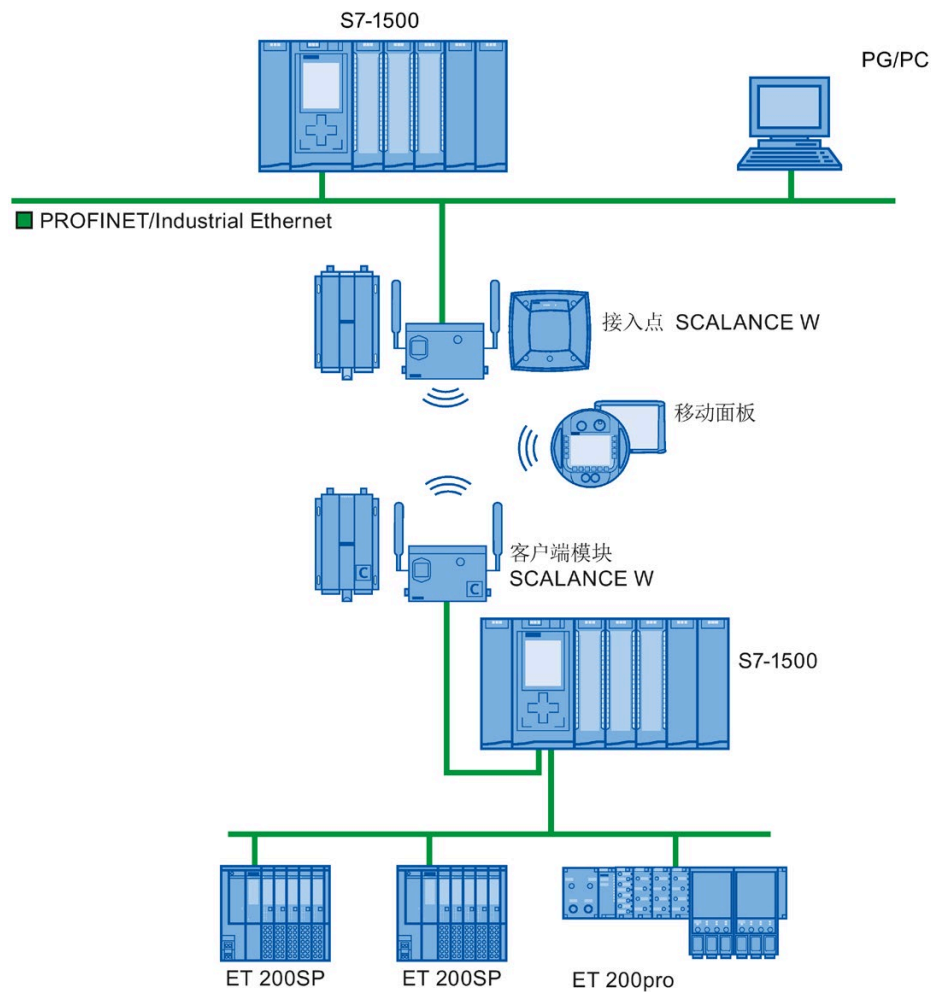 S7-1500
PG/PC
PROFINET/Industrial Ethernet
接入点 SCALANCE W
移动面板
C
C
客户端模块
SCALANCE W
S7-1500
ET 200SP
ET 200SP
ET 200pro